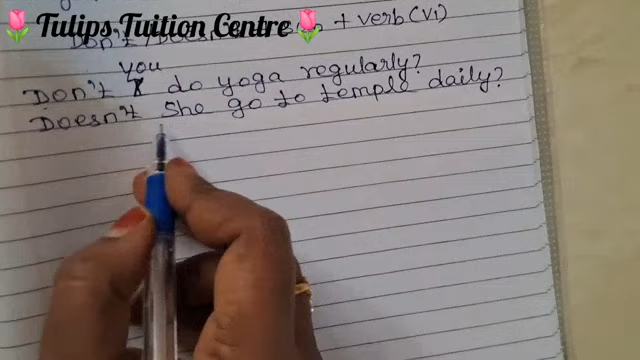 🌷Tulips Tuition Centre🌷
+ verb (V1)
you
Don't I do yoga regularly?
Doesn't She go to temple daily?